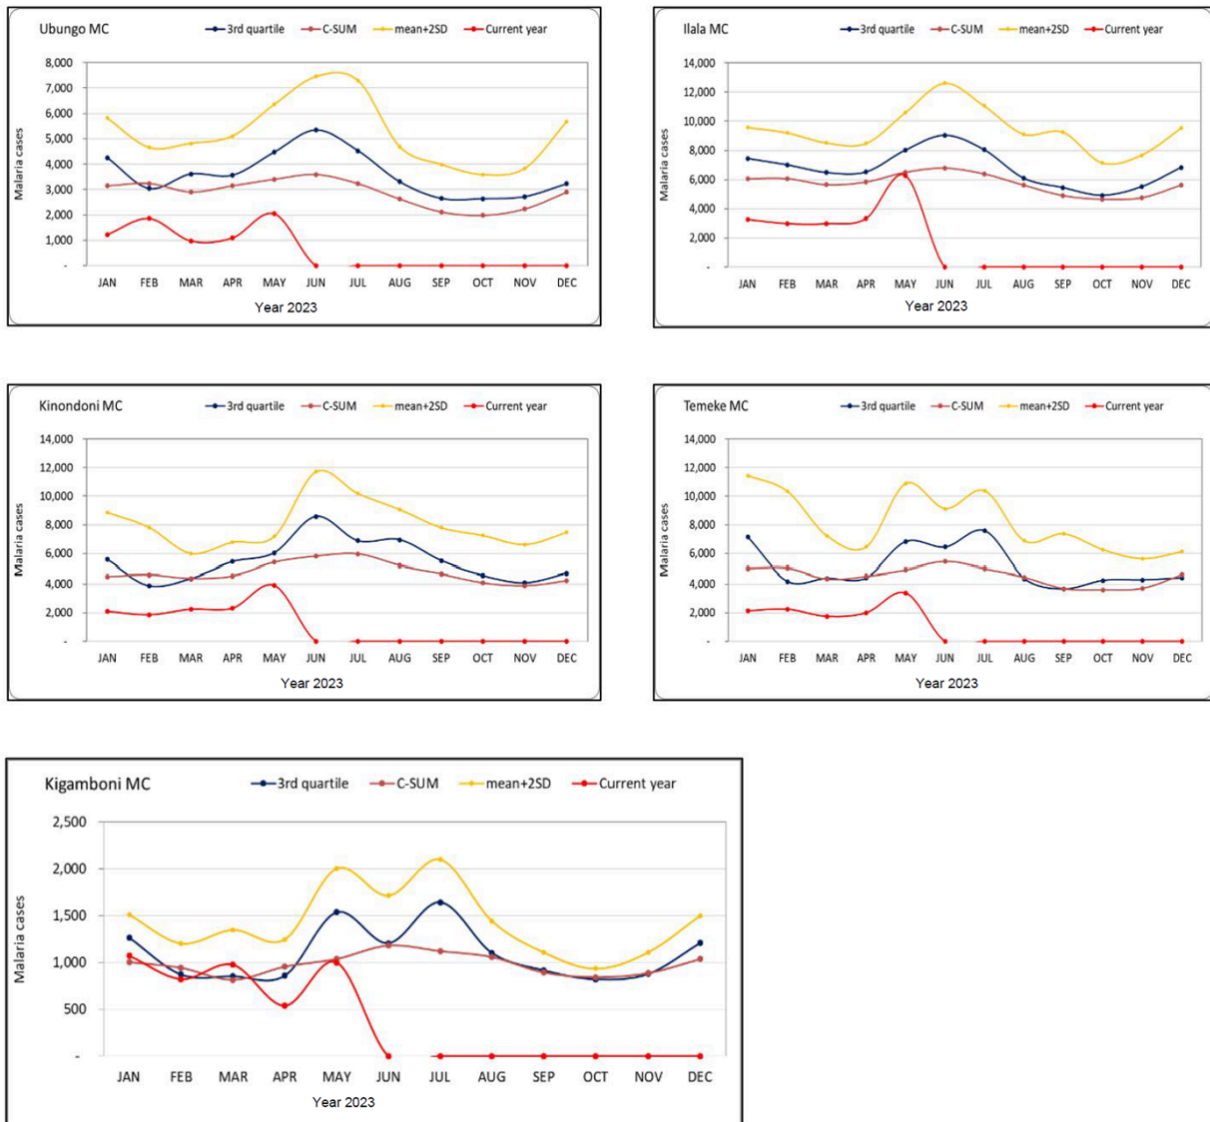 Ubungo MC
3rd quartile C-SUM mean+2SD Current year
Malaria cases
8,000
7,000
6,000
5,000
4,000
3,000
2,000
1,000
-
JAN FEB MAR APR MAY JUN JUL AUG SEP OCT NOV DEC
Year 2023
Ilala MC
3rd quartile C-SUM mean+2SD Current year
Malaria cases
14,000
12,000
10,000
8,000
6,000
4,000
2,000
-
JAN FEB MAR APR MAY JUN JUL AUG SEP OCT NOV DEC
Year 2023
Kinondoni MC
3rd quartile C-SUM mean+2SD Current year
Malaria cases
14,000
12,000
10,000
8,000
6,000
4,000
2,000
-
JAN FEB MAR APR MAY JUN JUL AUG SEP OCT NOV DEC
Year 2023
Temeke MC
3rd quartile C-SUM mean+2SD Current year
Malaria cases
14,000
12,000
10,000
8,000
6,000
4,000
2,000
-
JAN FEB MAR APR MAY JUN JUL AUG SEP OCT NOV DEC
Year 2023
Kigamboni MC
3rd quartile C-SUM mean+2SD Current year
Malaria cases
2,500
2,000
1,500
1,000
500
-
JAN FEB MAR APR MAY JUN JUL AUG SEP OCT NOV DEC
Year 2023